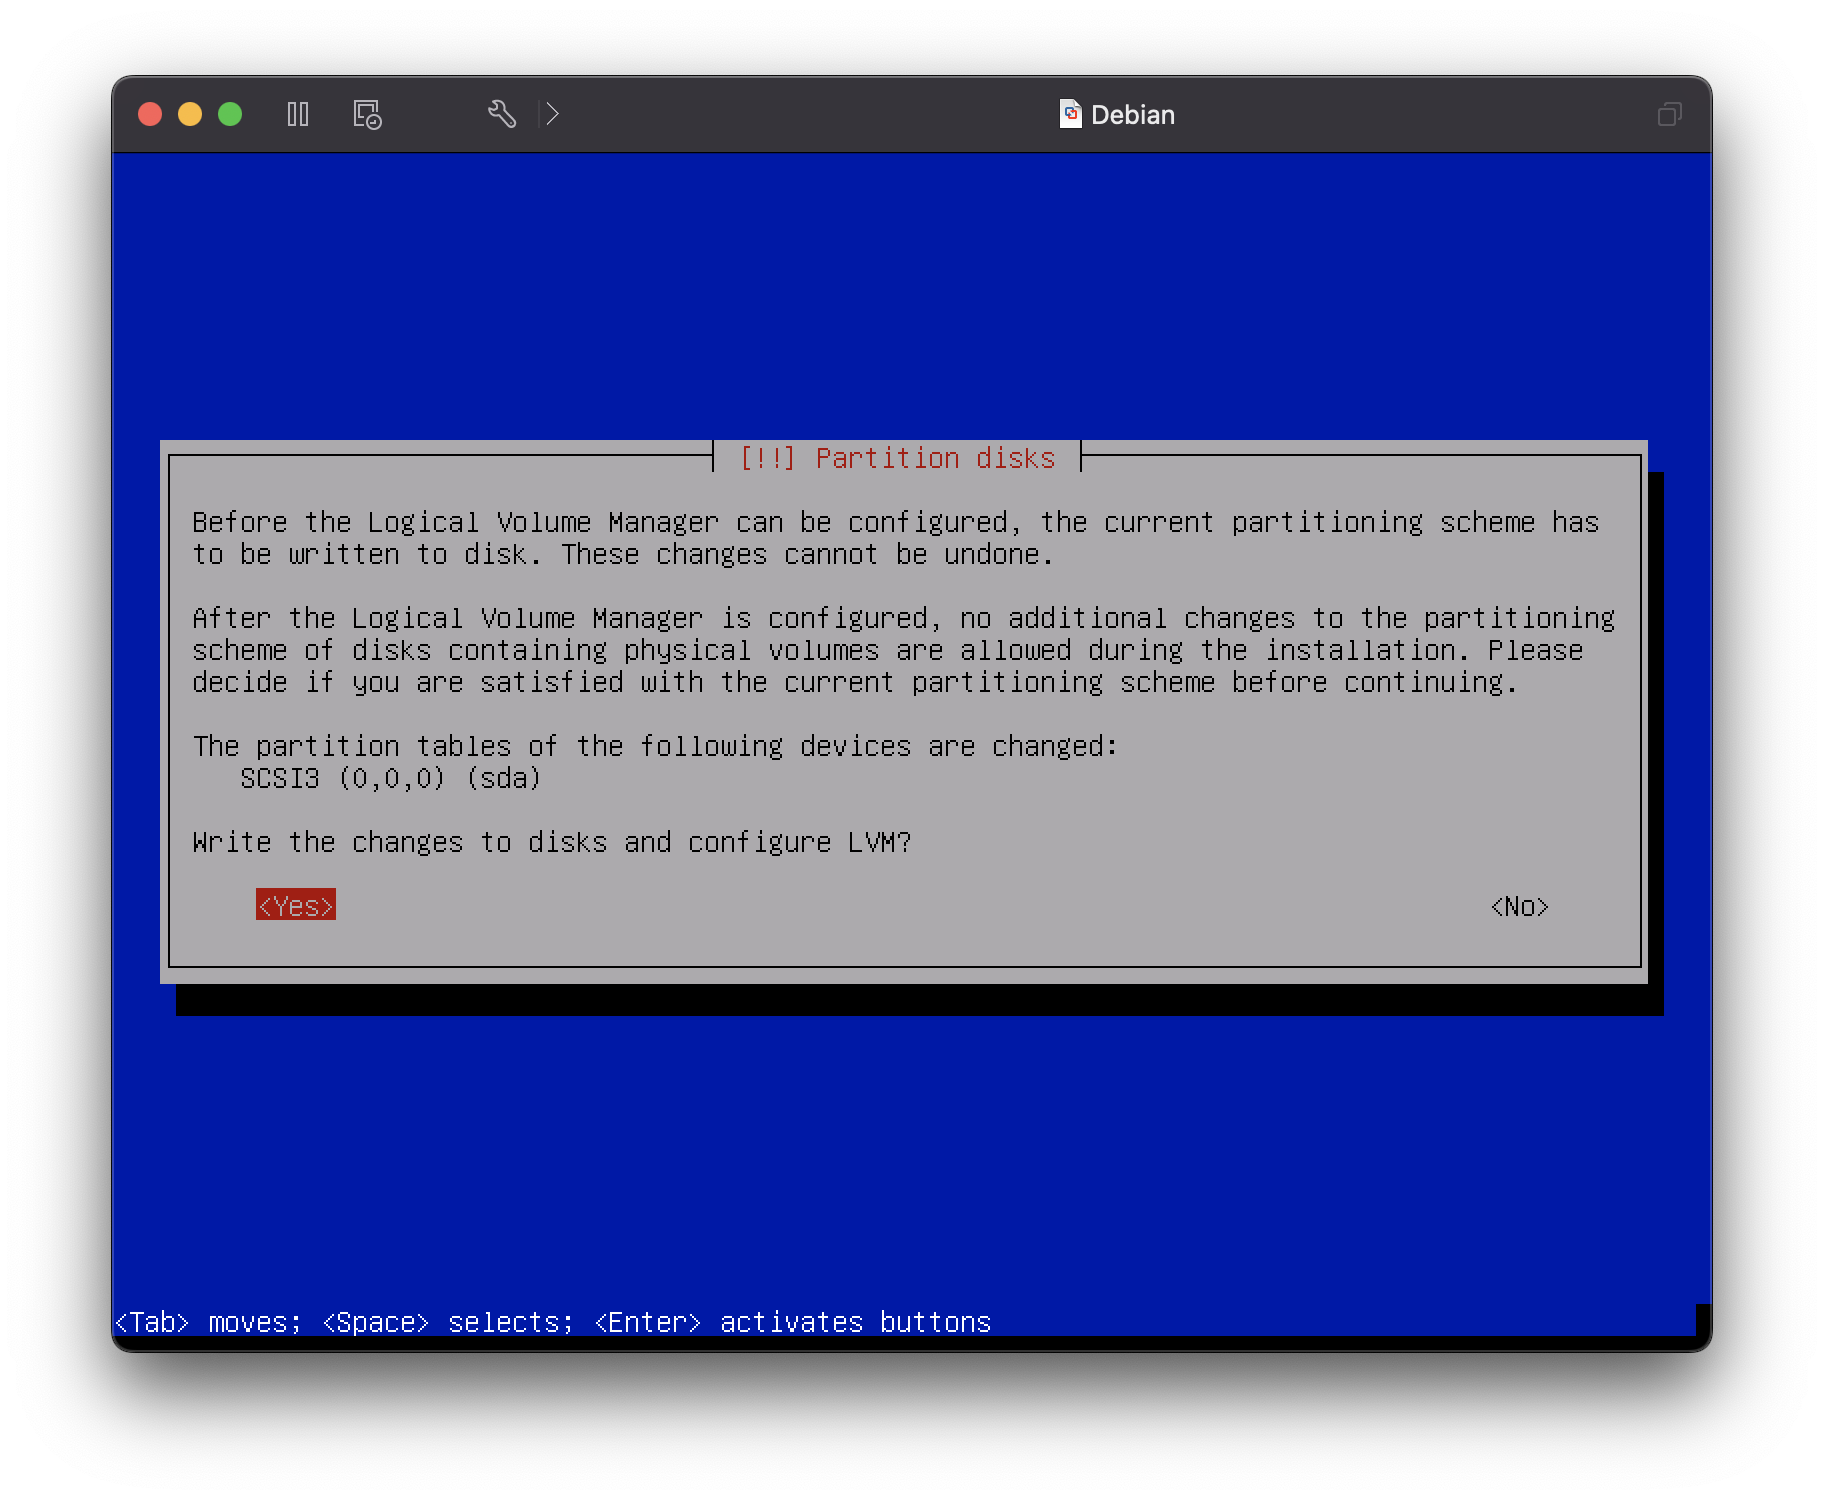 Debian
[!!] Partition disks
Before the Logical Volume Manager can be configured, the current partitioning scheme has
to be written to disk. These changes cannot be undone.
After the Logical Volume Manager is configured, no additional changes to the partitioning
scheme of disks containing physical volumes are allowed during the installation. Please
decide if you are satisfied with the current partitioning scheme before continuing.
The partition tables of the following devices are changed:
SCSI3 (0,0,0) (sda)
Write the changes to disks and configure LVM?
<Yes> <No>
<Tab> moves; <Space> selects; <Enter> activates buttons